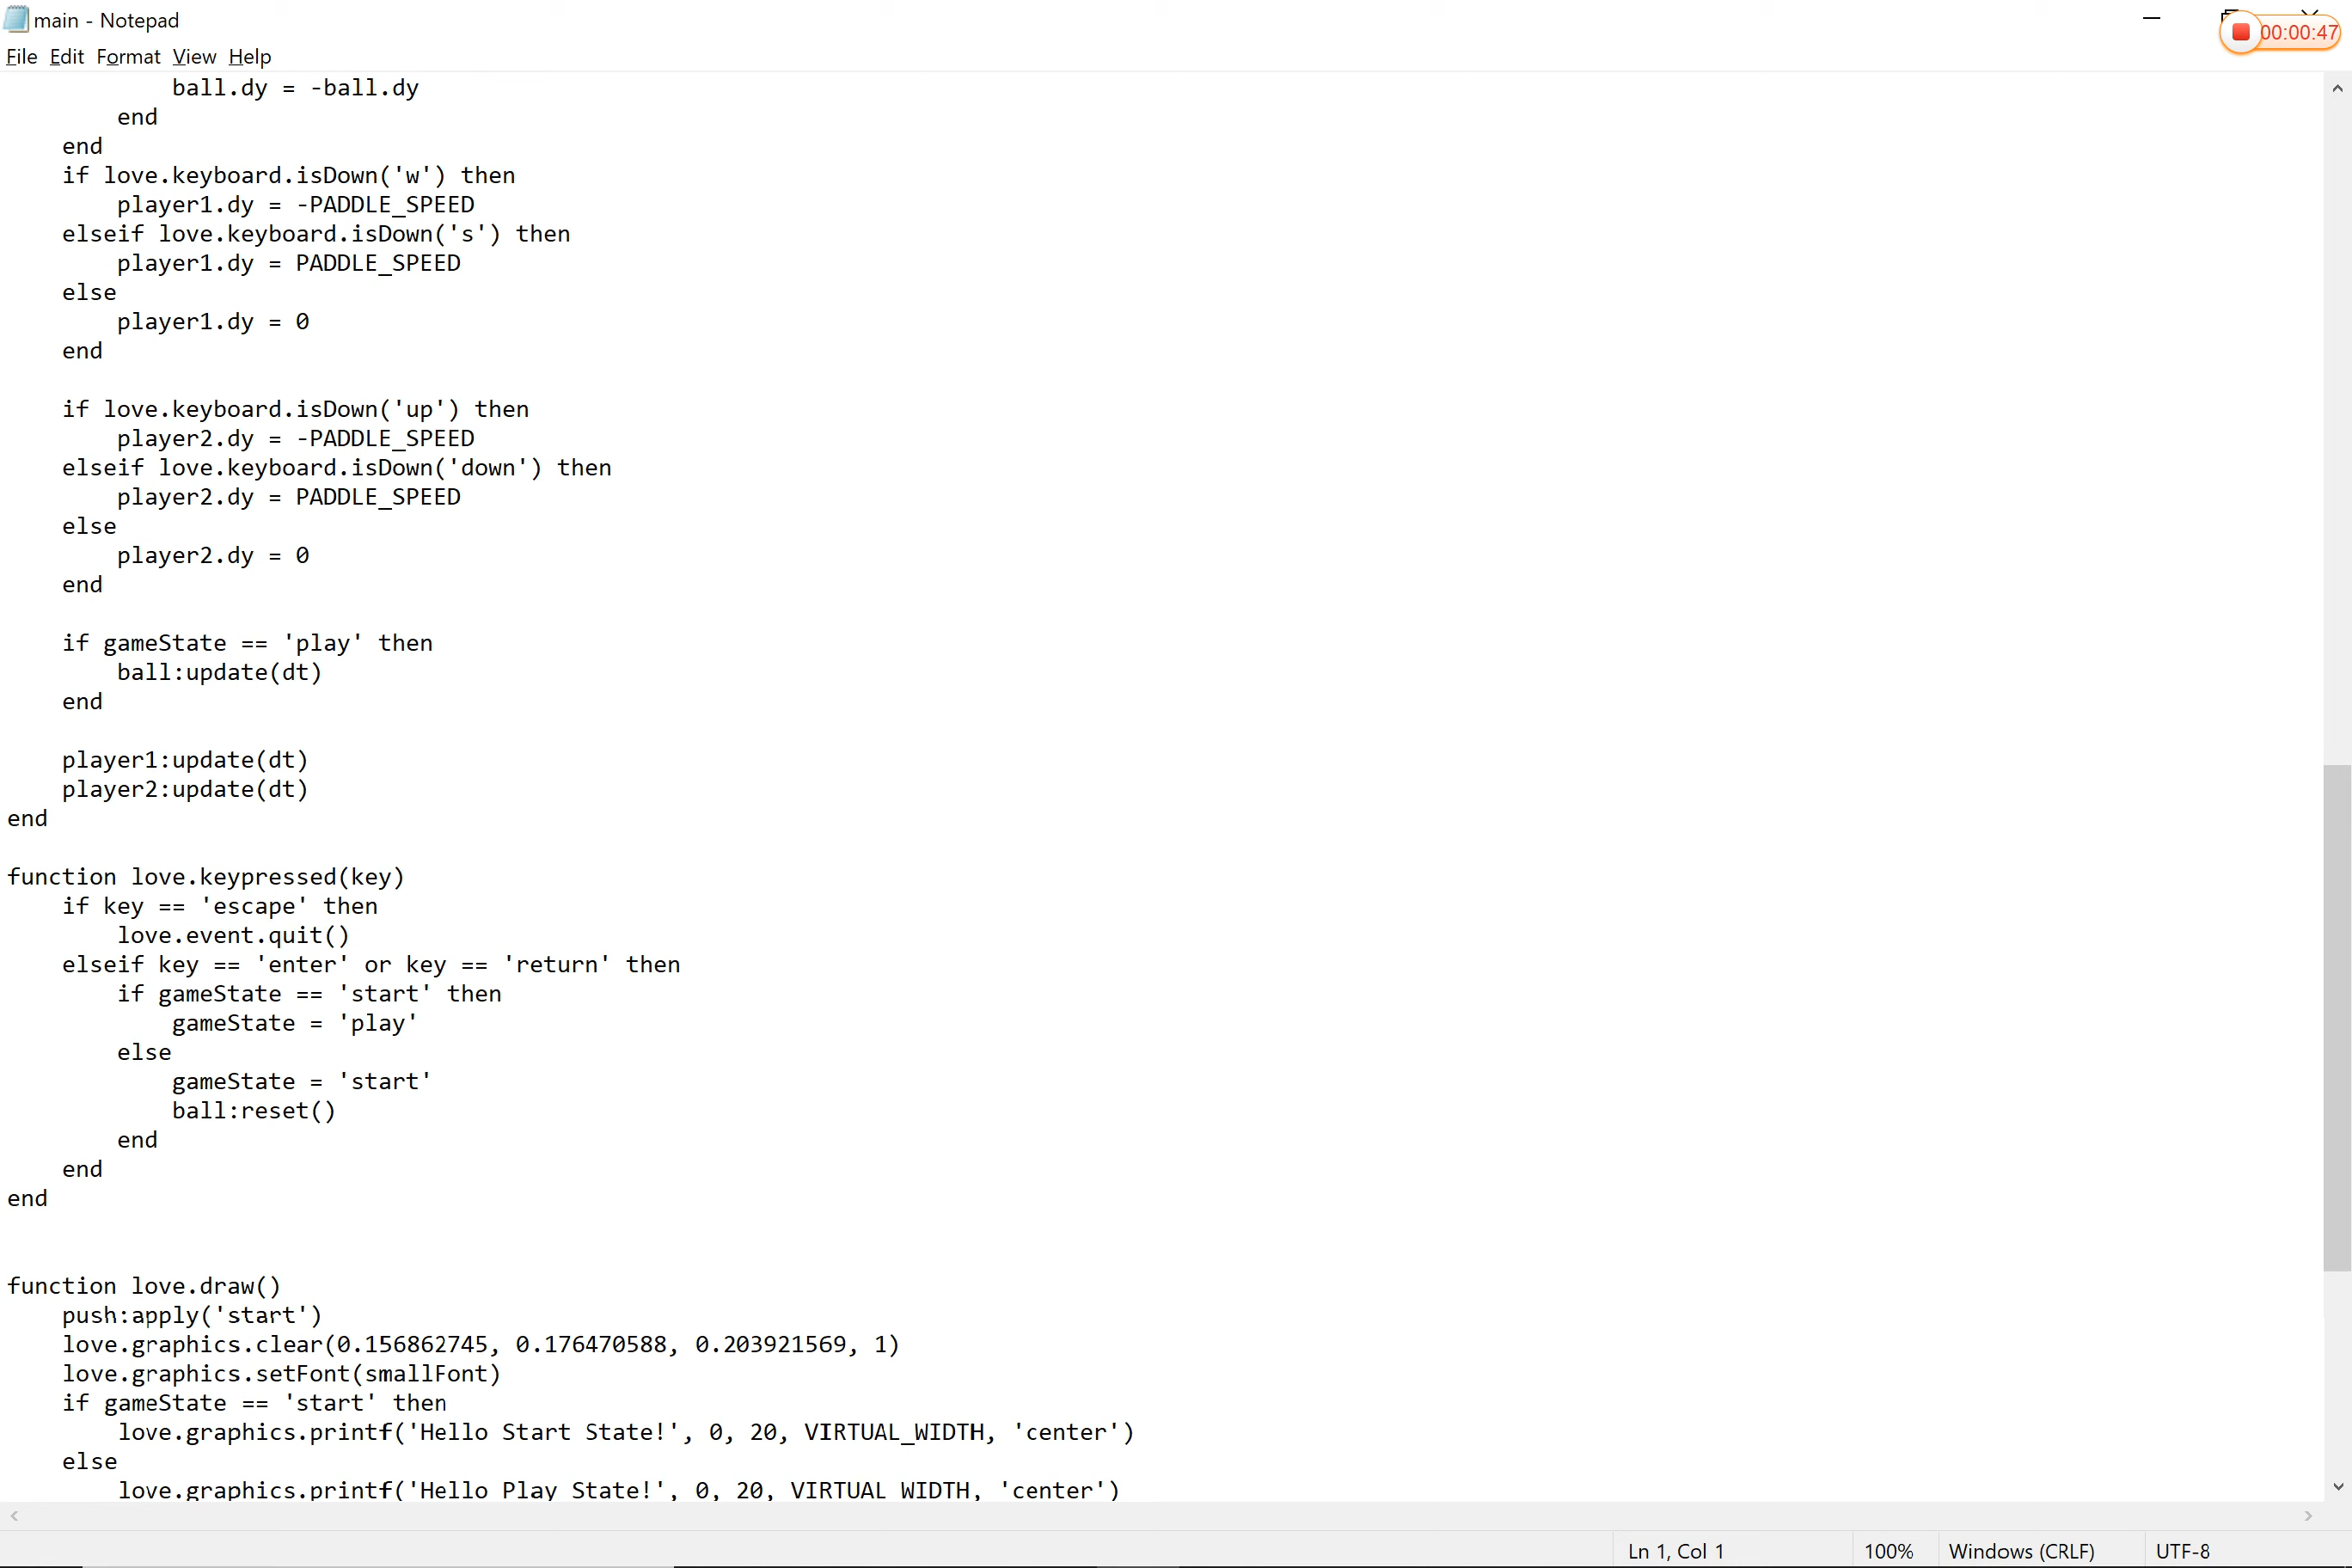 main - Notepad
00:00:47
File Edit Format View Help
ball.dy = -ball.dy
end
end
if love.keyboard.isDown('w') then
player1.dy = -PADDLE_SPEED
elseif love.keyboard.isDown('s') then
player1.dy = PADDLE_SPEED
else
player1.dy = 0
end
if love.keyboard.isDown('up') then
player2.dy = -PADDLE_SPEED
elseif love.keyboard.isDown('down') then
player2.dy = PADDLE_SPEED
else
player2.dy = 0
end
if gameState == 'play' then
ball:update(dt)
end
player1:update(dt)
player2:update(dt)
end
function love.keypressed(key)
if key == 'escape' then
love.event.quit()
elseif key == 'enter' or key == 'return' then
if gameState == 'start' then
gameState = 'play'
else
gameState = 'start'
ball:reset()
end
end
end
function love.draw()
push:apply('start')
love.graphics.clear(0.156862745, 0.176470588, 0.203921569, 1)
love.graphics.setFont(smallFont)
if gameState == 'start' then
love.graphics.printf('Hello Start State!', 0, 20, VIRTUAL_WIDTH, 'center')
else
love.graphics.printf('Hello Play State!', 0, 20, VIRTUAL_WIDTH, 'center')
Ln 1, Col 1
100%
Windows (CRLF)
UTF-8